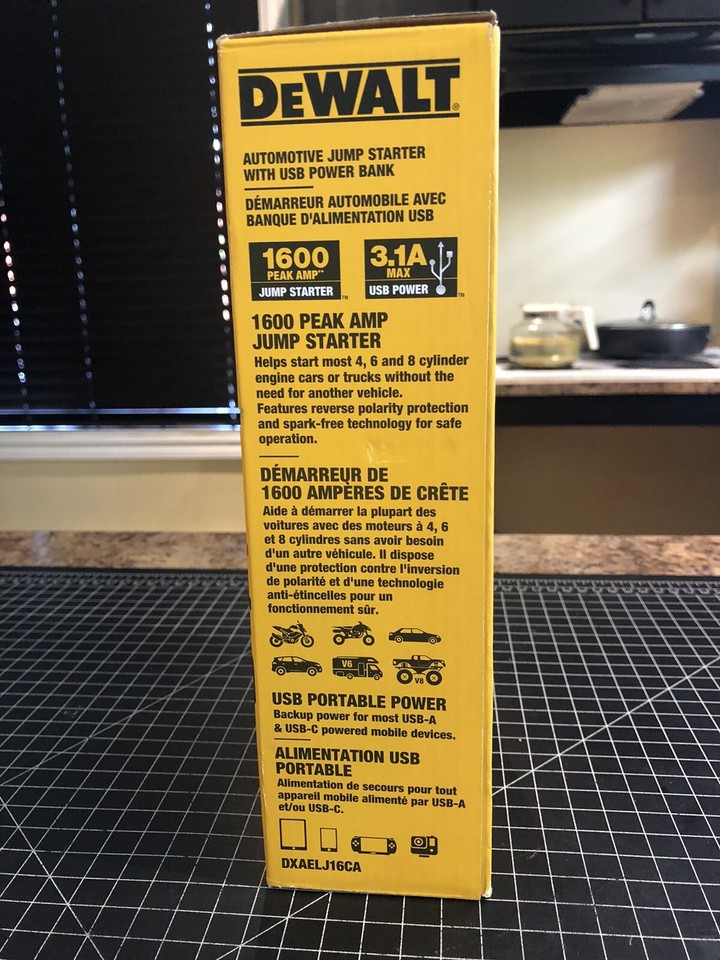 DEWALT®
AUTOMOTIVE JUMP STARTER
WITH USB POWER BANK
DÉMARREUR AUTOMOBILE AVEC
BANQUE D'ALIMENTATION USB
1600
PEAK AMP**
JUMP STARTER
TM
3.1A
MAX
USB POWER
TM
1600 PEAK AMP
JUMP STARTER
Helps start most 4, 6 and 8 cylinder
engine cars or trucks without the
need for another vehicle.
Features reverse polarity protection
and spark-free technology for safe
operation.
DÉMARREUR DE
1600 AMPÈRES DE CRÊTE
Aide à démarrer la plupart des
voitures avec des moteurs à 4, 6
et 8 cylindres sans avoir besoin
d'un autre véhicule. Il dispose
d'une protection contre l'inversion
de polarité et d'une technologie
anti-étincelles pour un
fonctionnement sûr.
V6
V8
USB PORTABLE POWER
Backup power for most USB-A
& USB-C powered mobile devices.
ALIMENTATION USB
PORTABLE
Alimentation de secours pour tout
appareil mobile alimenté par USB-A
et/ou USB-C.
DXAELJ16CA